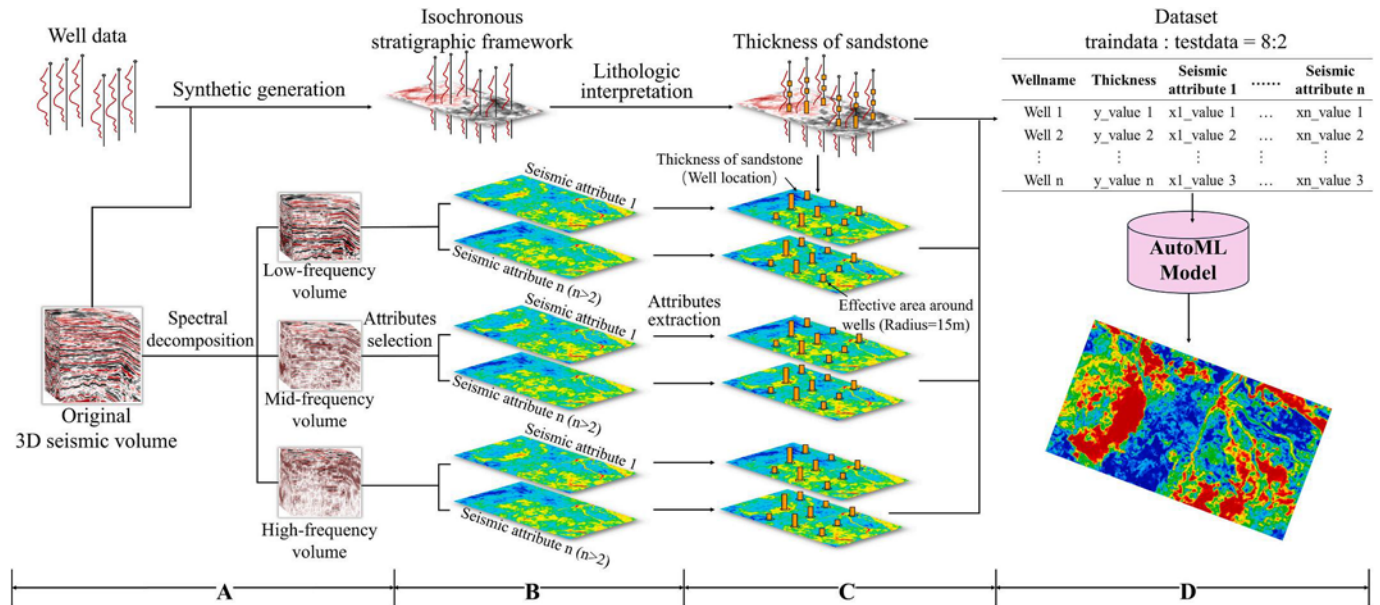 Well data
Synthetic generation
Isochronous
stratigraphic framework
Lithologic
interpretation
Thickness of sandstone
Dataset
traindata : testdata = 8:2
Wellname Thickness Seismic attribute 1 …… Seismic attribute n
Well 1 y_value 1 x1_value 1 … xn_value 1
Well 2 y_value 2 x1_value 2 … xn_value 2
⋮ ⋮ ⋮ ⋮
Well n y_value n x1_value 3 … xn_value 3
Thickness of sandstone
(Well location)
Seismic attribute 1
Seismic attribute n (n>2)
Low-frequency
volume
Effective area around
wells (Radius=15m)
AutoML
Model
Spectral
decomposition
Attributes
selection
Seismic attribute 1
Seismic attribute n (n>2)
Attributes
extraction
Mid-frequency
volume
Original
3D seismic volume
Seismic attribute 1
Seismic attribute n (n>2)
High-frequency
volume
A B C D